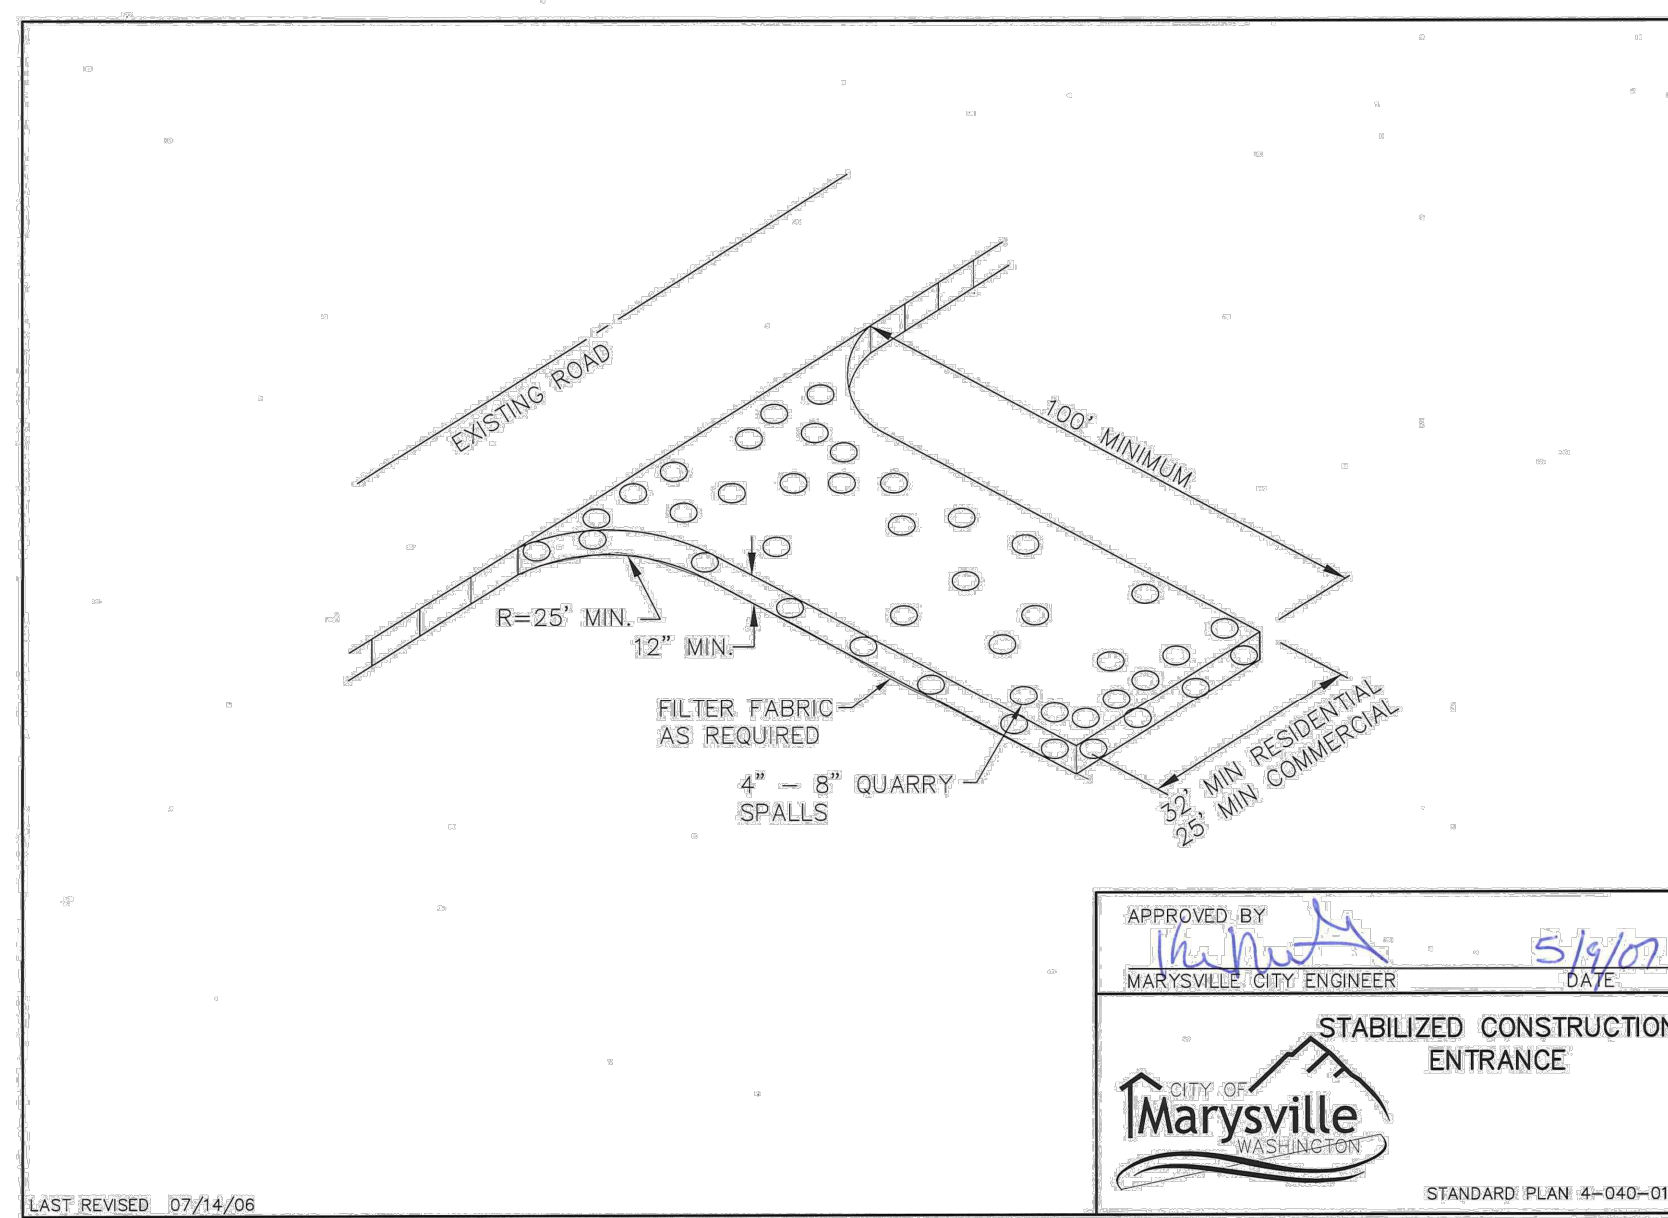 EXISTING ROAD
100' MINIMUM
R=25' MIN.
12" MIN.
FILTER FABRIC
AS REQUIRED
4" - 8" QUARRY
SPALLS
32' MIN RESIDENTIAL
25' MIN COMMERCIAL
APPROVED BY
5/9/07
MARYSVILLE CITY ENGINEER DATE
STABILIZED CONSTRUCTION
ENTRANCE
CITY OF
Marysville
WASHINGTON
STANDARD PLAN 4-040-01
LAST REVISED 07/14/06